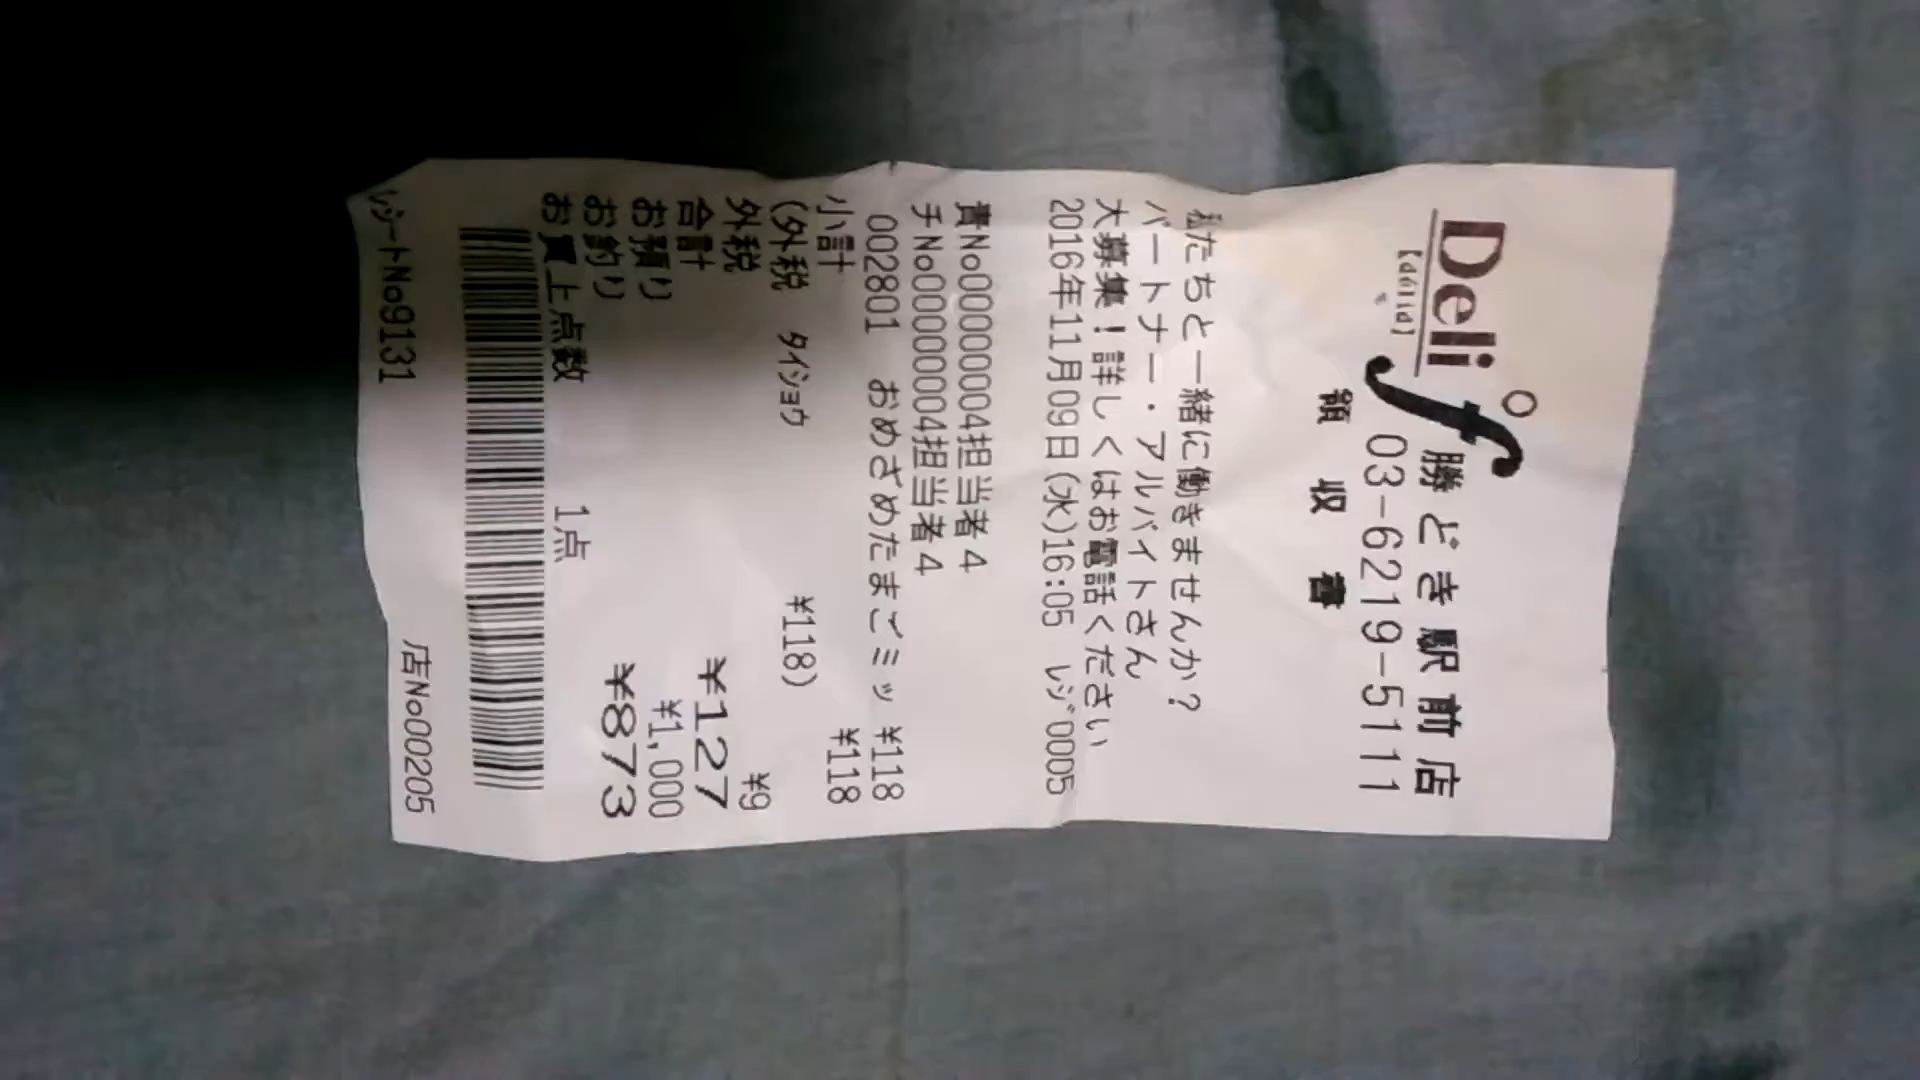 Deli
f
勝どき駅前店
03-6219-5111
領収書
私たちと一緒に働きませんか?
パートナー・アルバイトさん
大募集!詳しくはお電話ください
2016年11月09日(水)16:05 レジ0005
責No000000004担当者4
チNo000000004担当者4
002801 おめざめたまごミッ ¥118
小計 ¥118
(外税 タイショウ ¥118)
外税 ¥9
合計 ¥127
お預り ¥1,000
お釣り ¥873
お買上点数 1点
レシートNo9131 店No00205